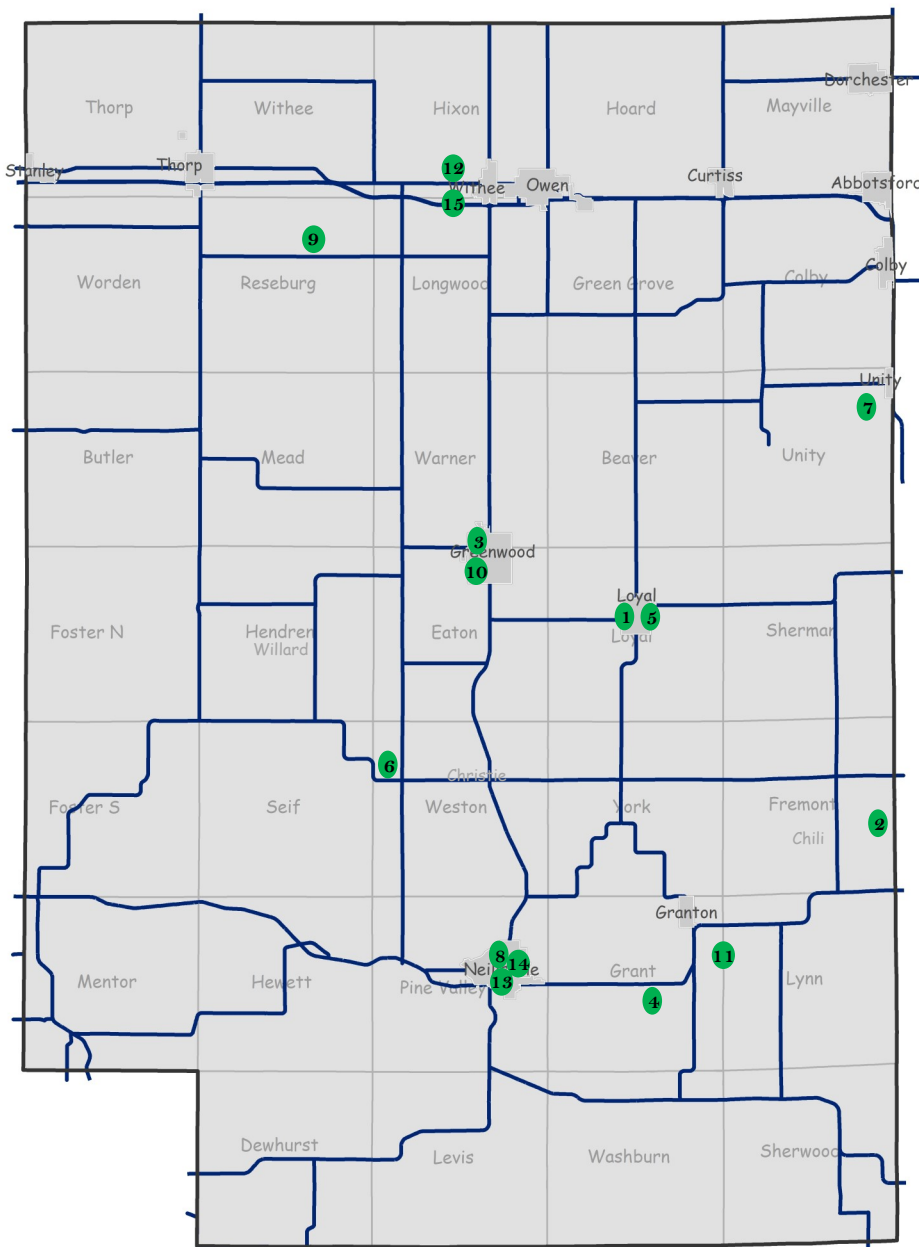 Dorchester
Thorp
Withee
Hixon
Hoard
Mayville
Stanley
Thorp
12
Withee
Owen
Curtiss
Abbotsford
15
9
Colby
Worden
Reseburg
Longwood
Green Grove
Colby
Unity
7
Butler
Mead
Warner
Beaver
Unity
3
Greenwood
10
Loyal
1
5
Foster N
Hendren
Willard
Eaton
Loyal
Sherman
6
Christie
Foster S
Seif
Weston
York
Fremont
2
Chili
Granton
8
14
11
Mentor
Hewett
Pine Valley
13
Grant
Lynn
4
Dewhurst
Levis
Washburn
Sherwood